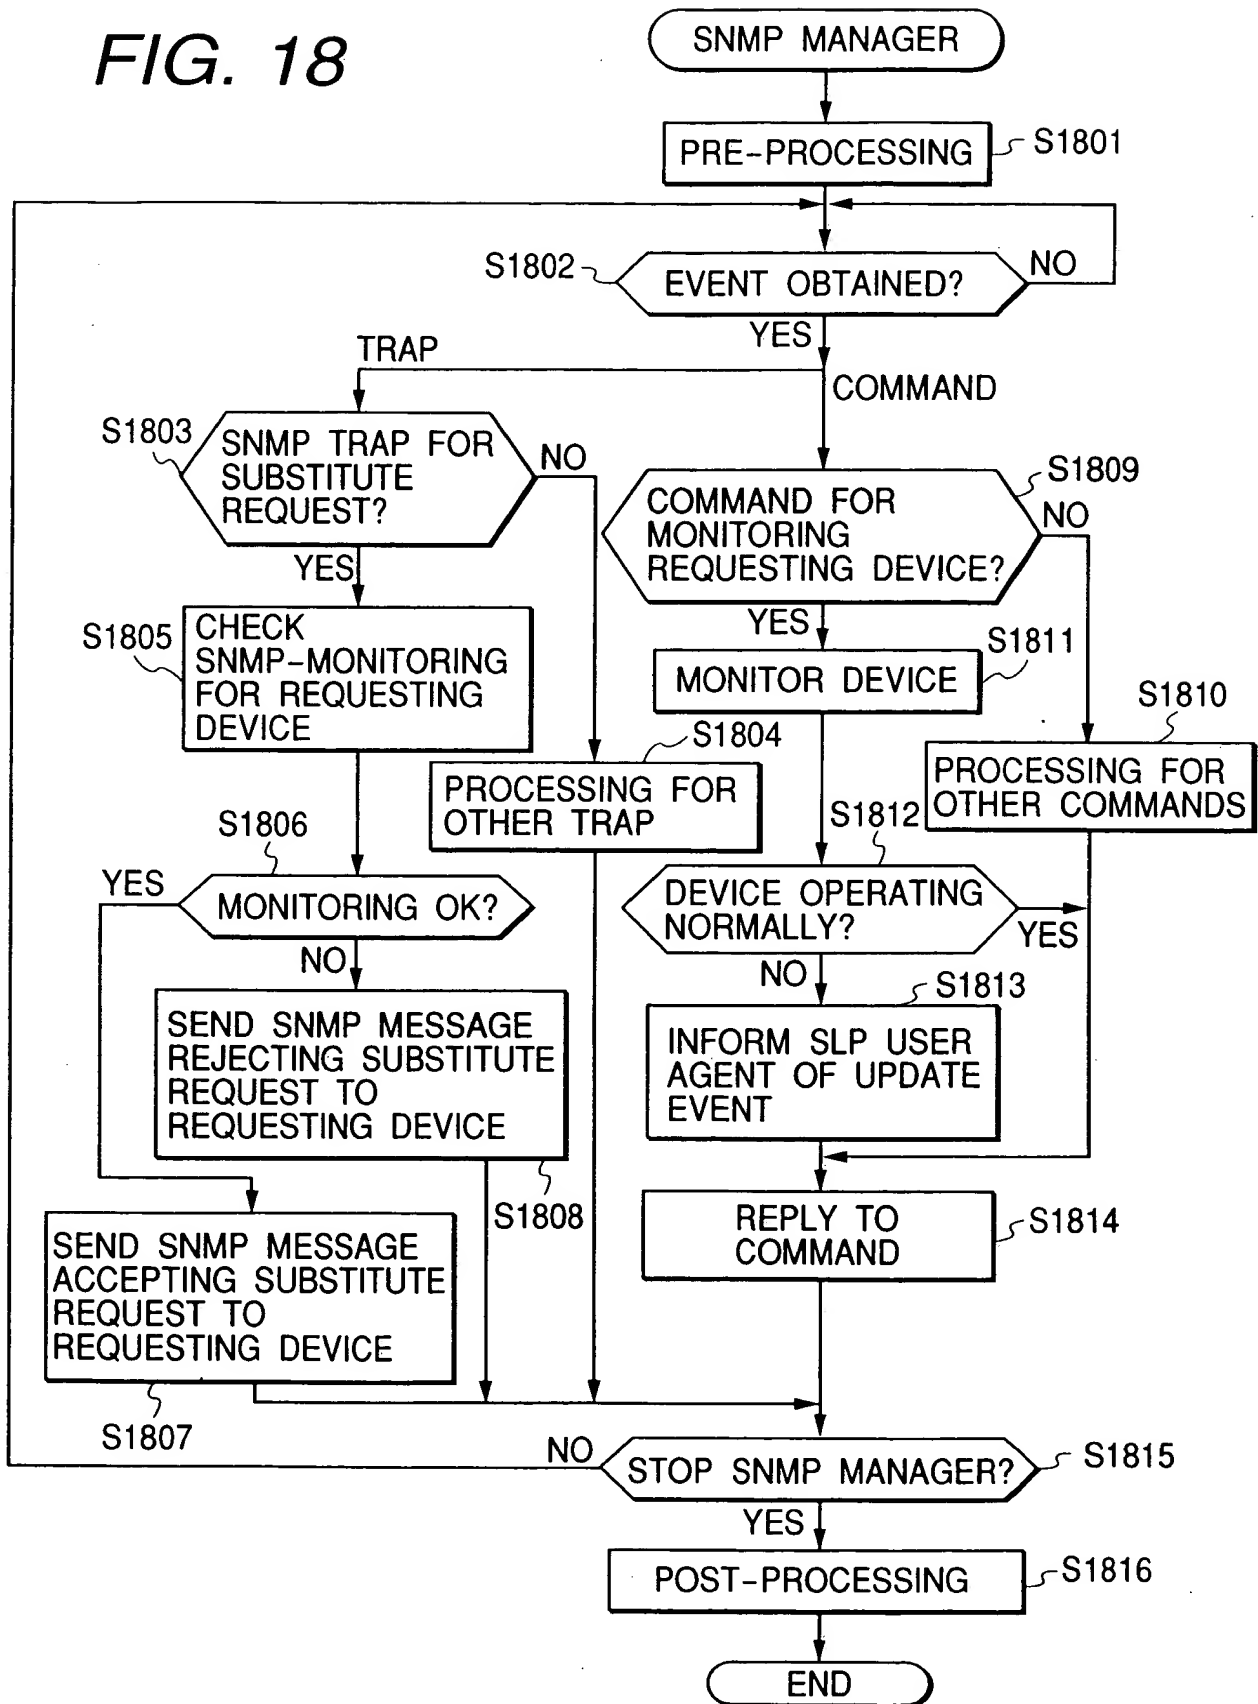 FIG. 18
SNMP MANAGER
PRE-PROCESSING
S1801
S1802
EVENT OBTAINED?
NO
YES
TRAP
COMMAND
S1803
SNMP TRAP FOR
SUBSTITUTE
REQUEST?
NO
YES
S1809
COMMAND FOR
MONITORING
REQUESTING DEVICE?
NO
YES
S1805
CHECK
SNMP-MONITORING
FOR REQUESTING
DEVICE
S1811
MONITOR DEVICE
S1804
PROCESSING FOR
OTHER TRAP
S1810
PROCESSING FOR
OTHER COMMANDS
S1806
MONITORING OK?
YES
NO
S1812
DEVICE OPERATING
NORMALLY?
YES
NO
SEND SNMP MESSAGE
REJECTING SUBSTITUTE
REQUEST TO
REQUESTING DEVICE
S1808
S1813
INFORM SLP USER
AGENT OF UPDATE
EVENT
SEND SNMP MESSAGE
ACCEPTING SUBSTITUTE
REQUEST TO
REQUESTING DEVICE
S1807
REPLY TO
COMMAND
S1814
NO
STOP SNMP MANAGER?
S1815
YES
POST-PROCESSING
S1816
END